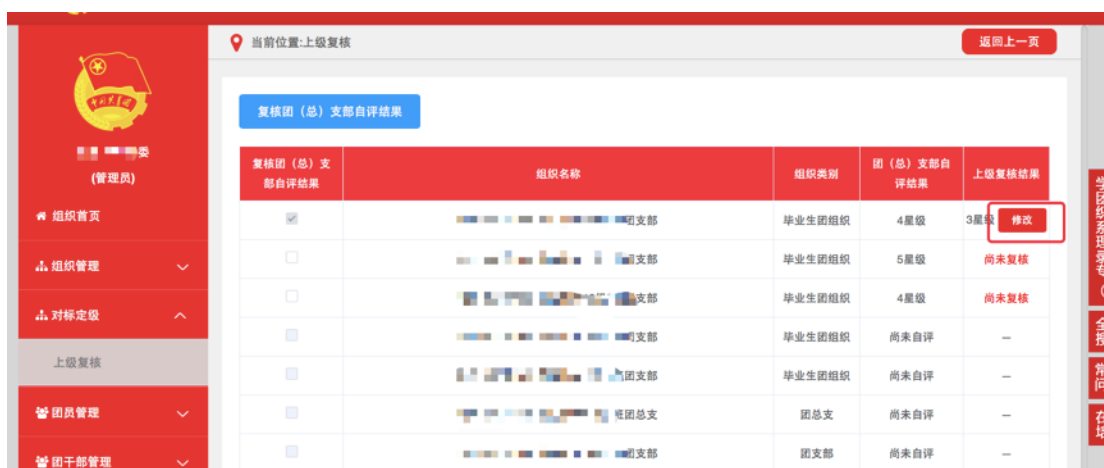 当前位置:上级复核
返回上一页
复核团（总）支部自评结果
委
(管理员)
组织首页
组织管理
对标定级
上级复核
团员管理
团干部管理
复核团（总）支
部自评结果
组织名称
组织类别
团（总）支部自
评结果
上级复核结果
团支部
毕业生团组织
4星级
3星级
修改
支部
毕业生团组织
5星级
尚未复核
支部
毕业生团组织
4星级
尚未复核
支部
毕业生团组织
尚未自评
—
团支部
毕业生团组织
尚未自评
—
班团总支
团总支
尚未自评
—
团支部
团支部
尚未自评
—